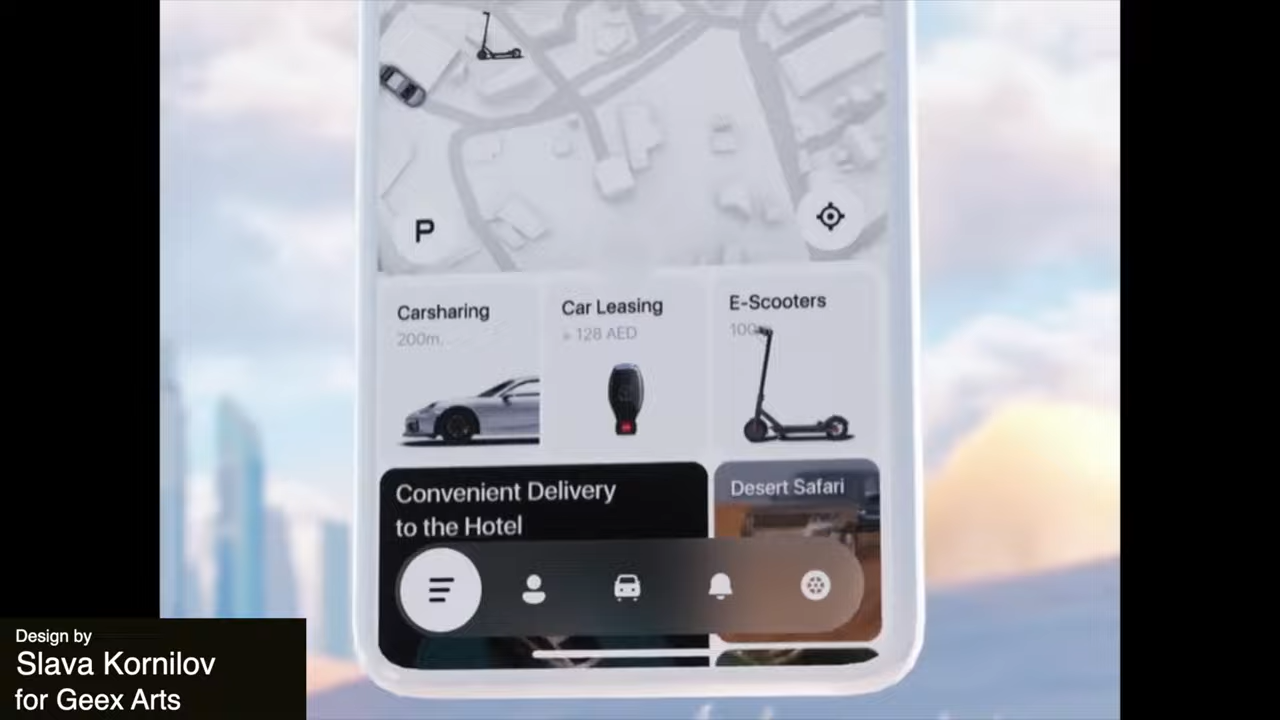 P
Carsharing
200m.
Car Leasing
128 AED
E-Scooters
100
Convenient Delivery
to the Hotel
Desert Safari
Design by
Slava Kornilov
for Geex Arts